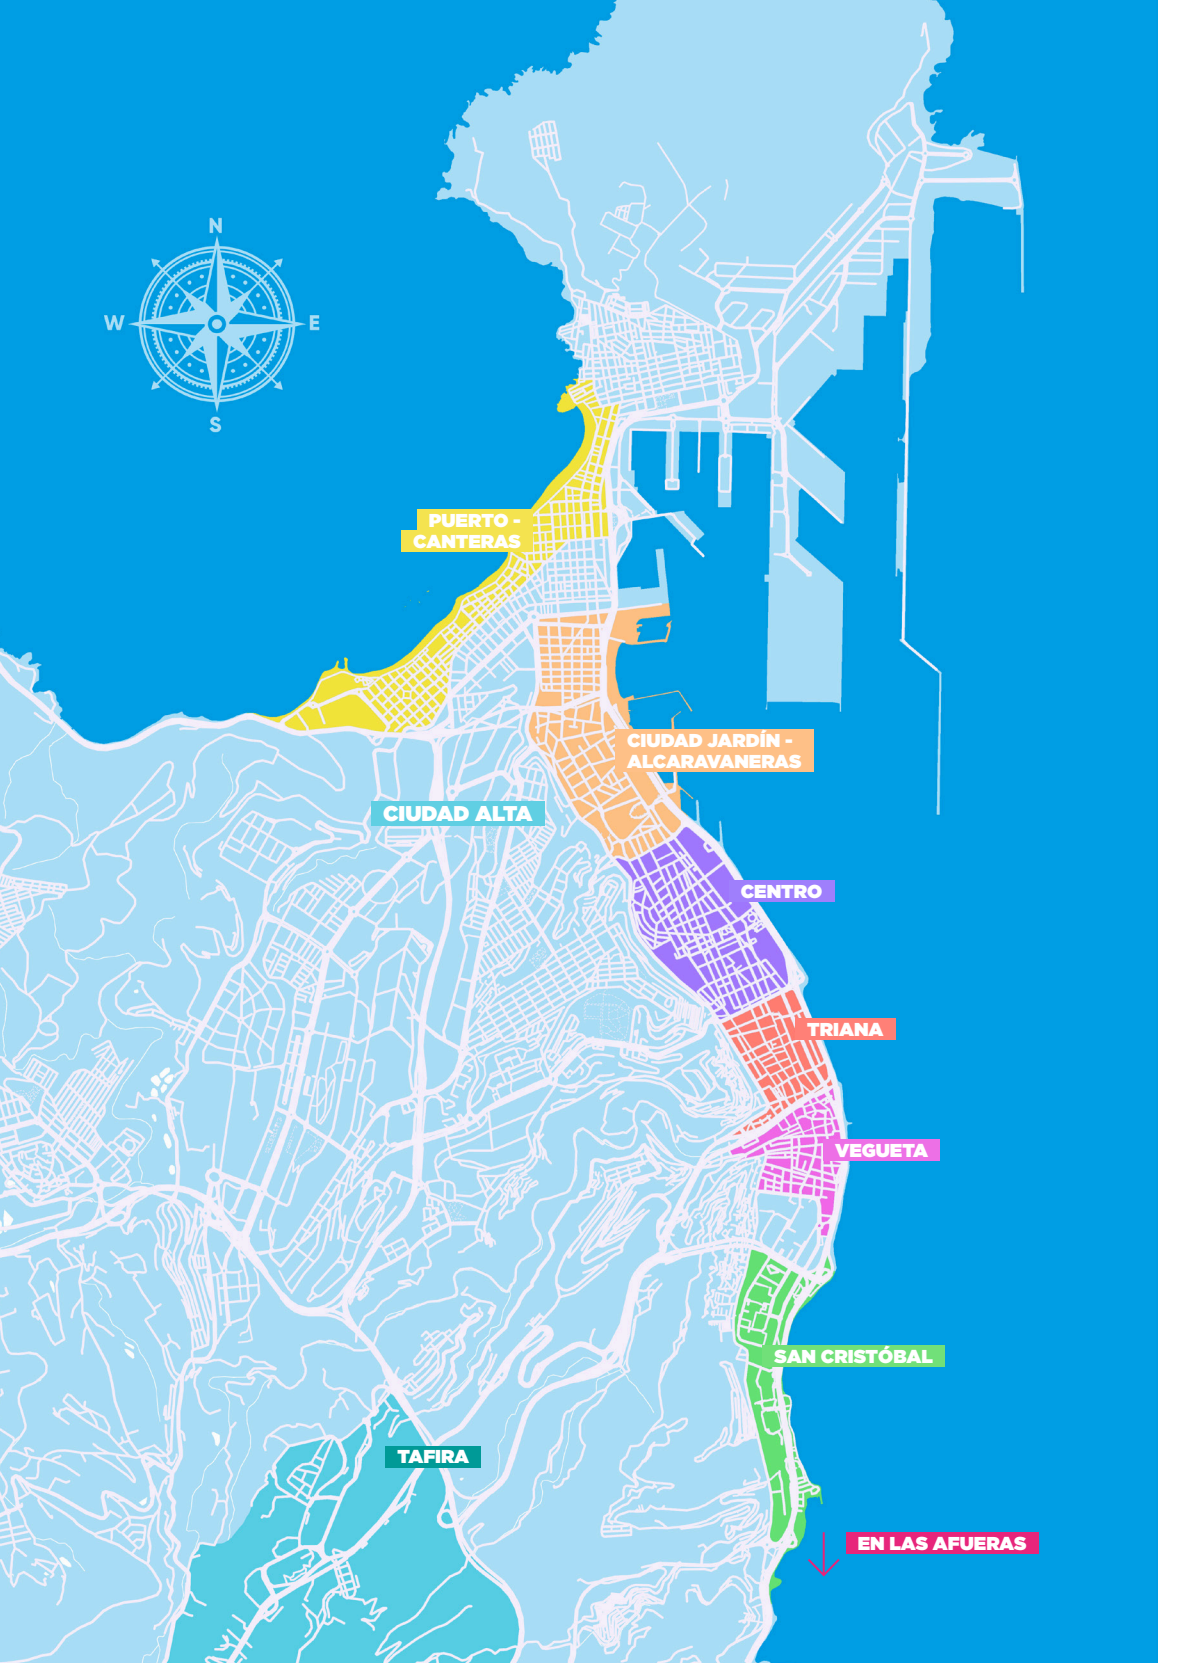 N
W
E
S
PUERTO -
CANTERAS
CIUDAD JARDÍN -
ALCARAVANERAS
CIUDAD ALTA
CENTRO
TRIANA
VEGUETA
SAN CRISTÓBAL
TAFIRA
EN LAS AFUERAS